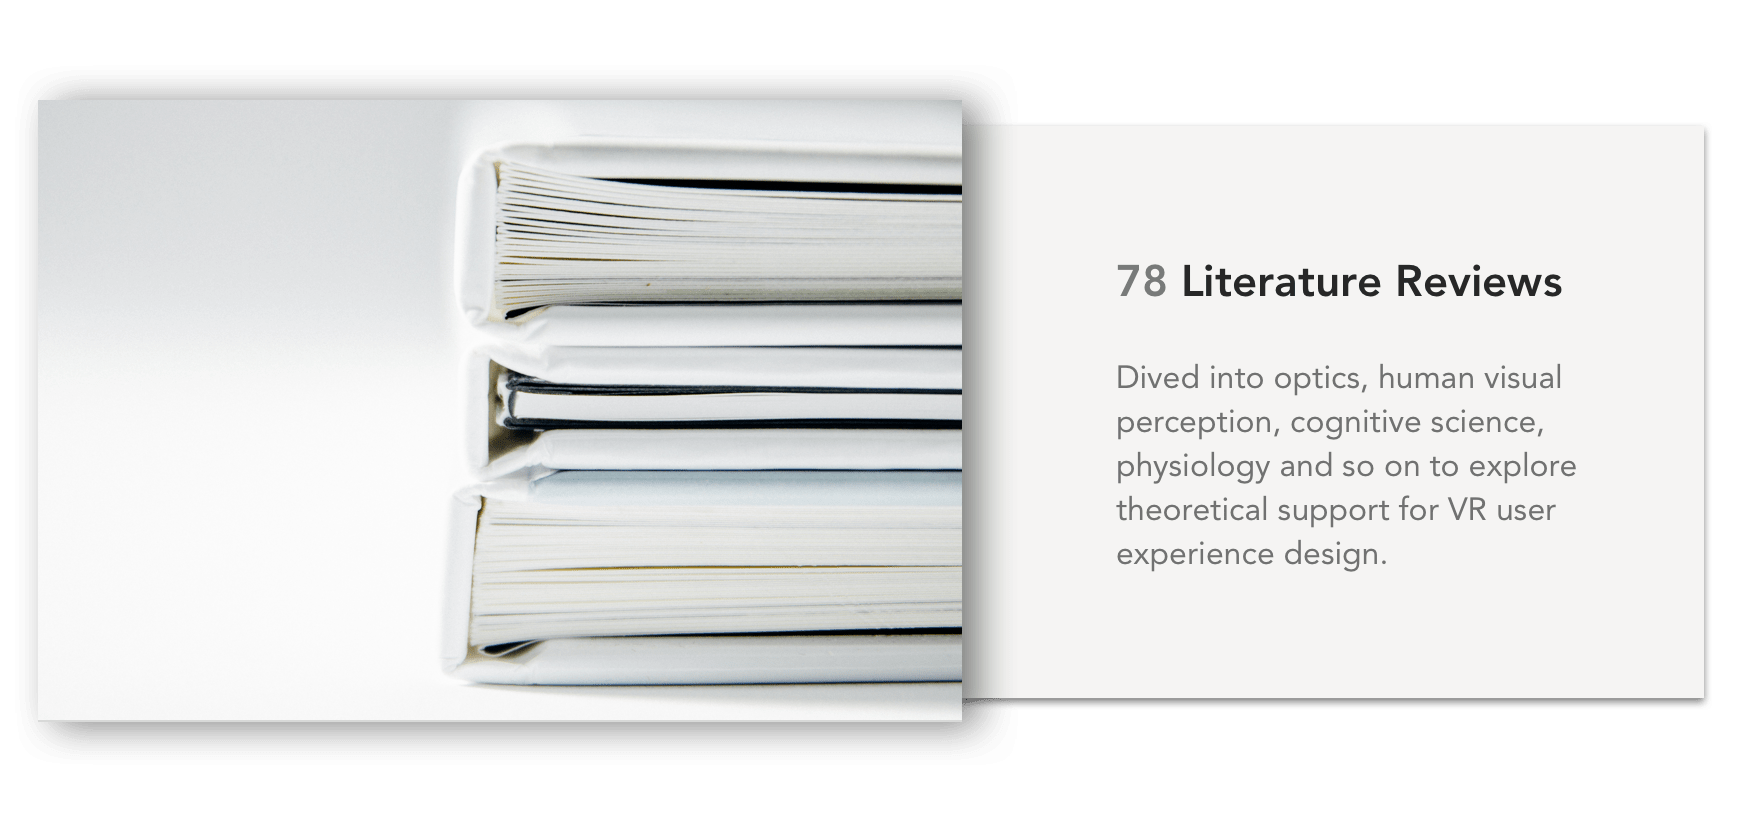 78 Literature Reviews
Dived into optics, human visual
perception, cognitive science,
physiology and so on to explore
theoretical support for VR user
experience design.